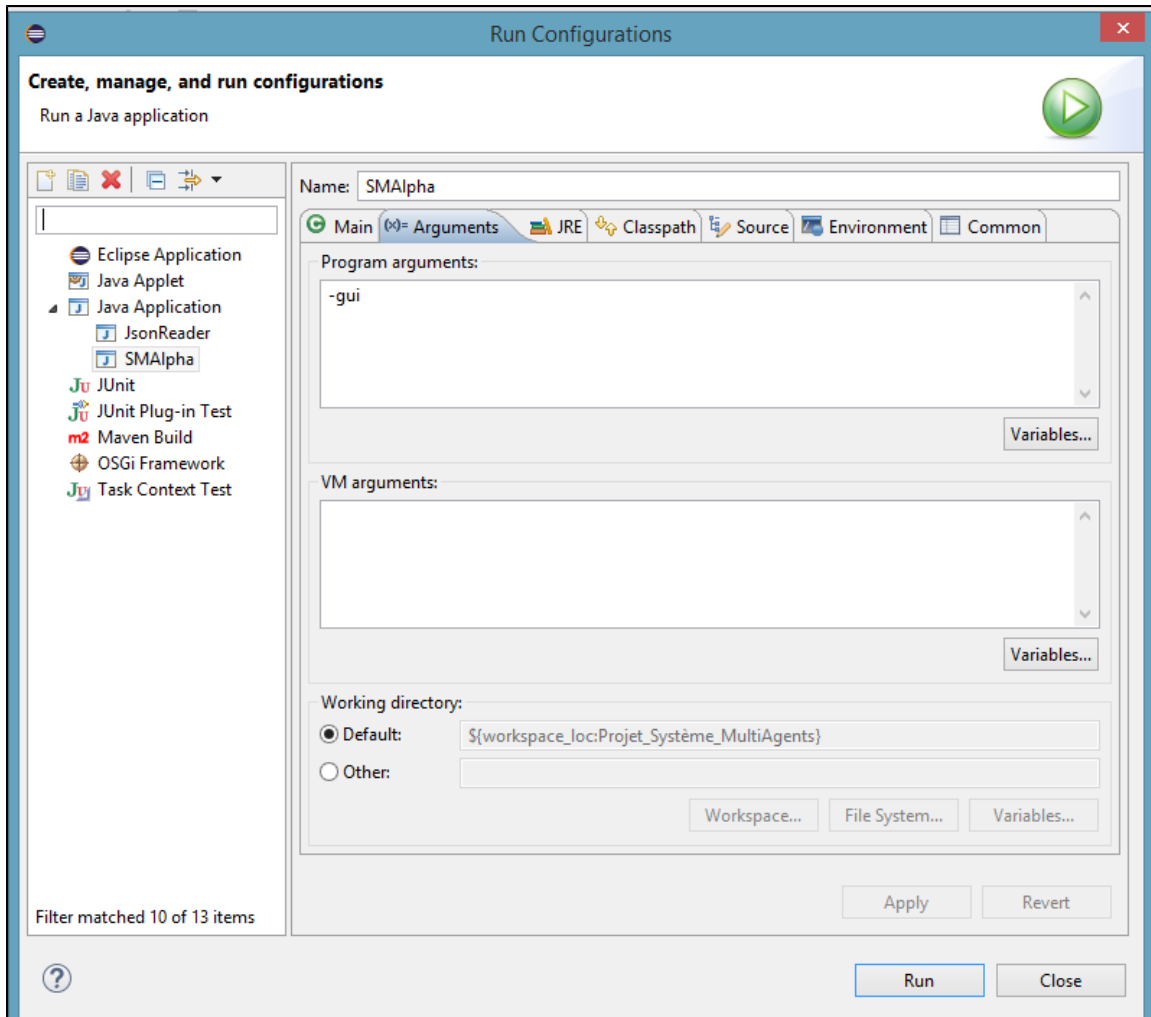 Run Configurations
Create, manage, and run configurations
Run a Java application
Name: SMAlpha
Main (x)= Arguments JRE Classpath Source Environment Common
Eclipse Application
Java Applet
Java Application
JsonReader
SMAlpha
JUnit
JUnit Plug-in Test
m2 Maven Build
OSGi Framework
Task Context Test
Filter matched 10 of 13 items
Program arguments:
-gui
Variables...
VM arguments:
Variables...
Working directory:
Default: ${workspace_loc:Projet_Système_MultiAgents}
Other:
Workspace... File System... Variables...
Apply Revert
Run Close